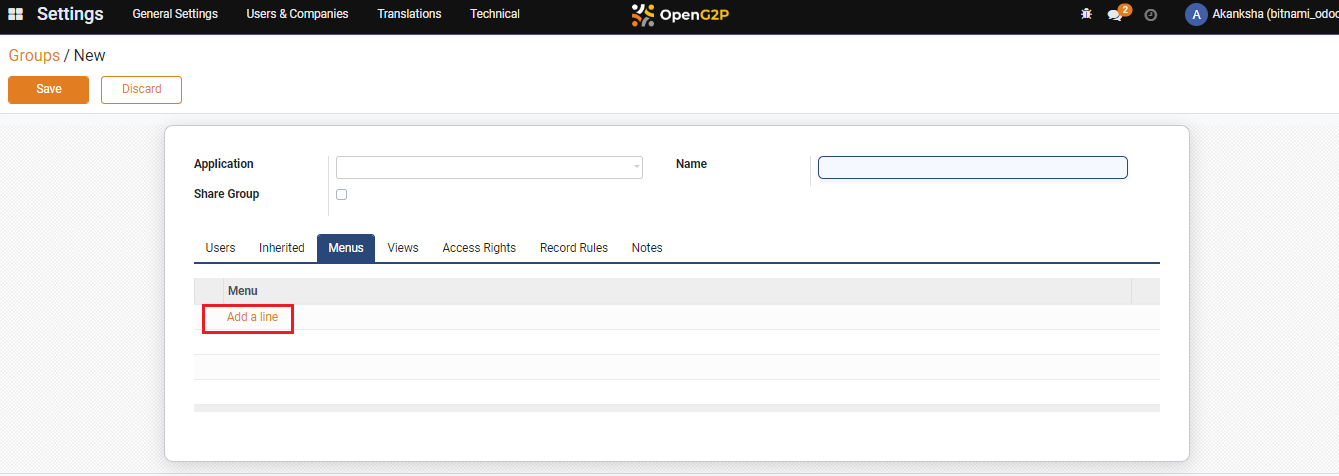 Settings General Settings Users & Companies Translations Technical OpenG2P 2 A Akanksha (bitnami_odoo
Groups / New
Save Discard
Application Name
Share Group
Users Inherited Menus Views Access Rights Record Rules Notes
Menu
Add a line